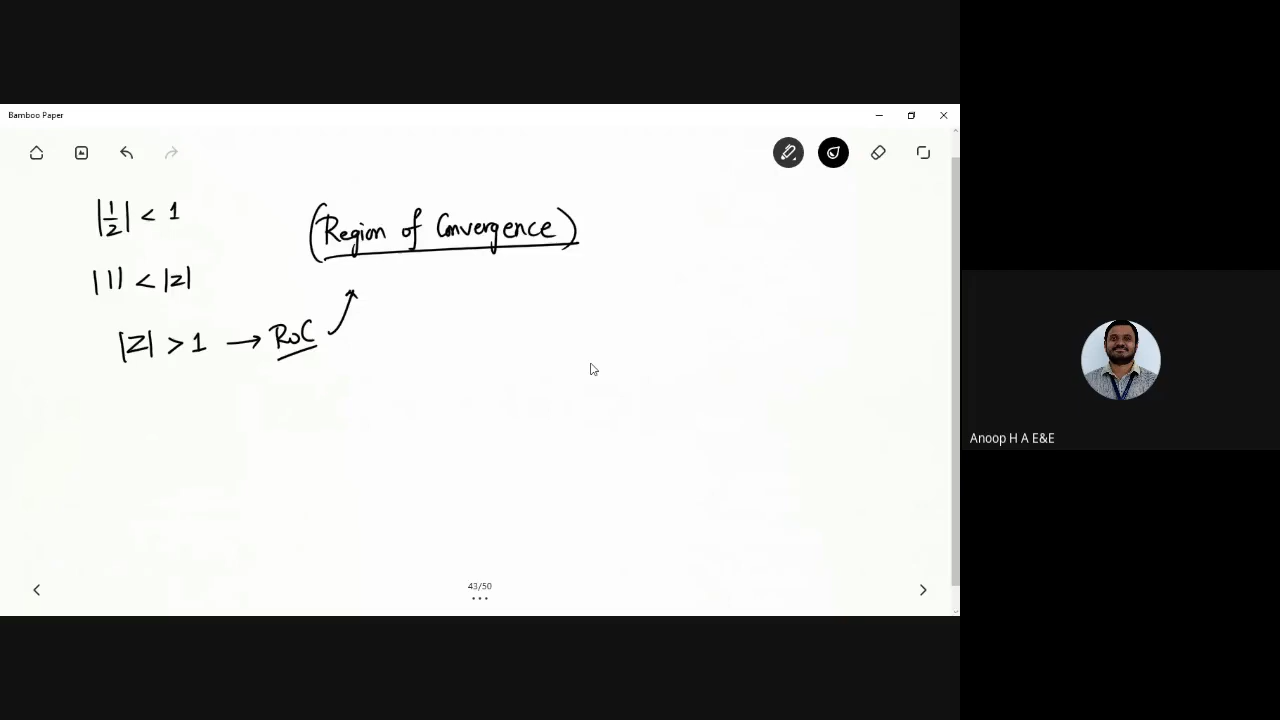 Bamboo Paper
|1/z| < 1
(Region of Convergence)
|1| < |z|
|z| > 1 → RoC
43/50
Anoop H A E&E